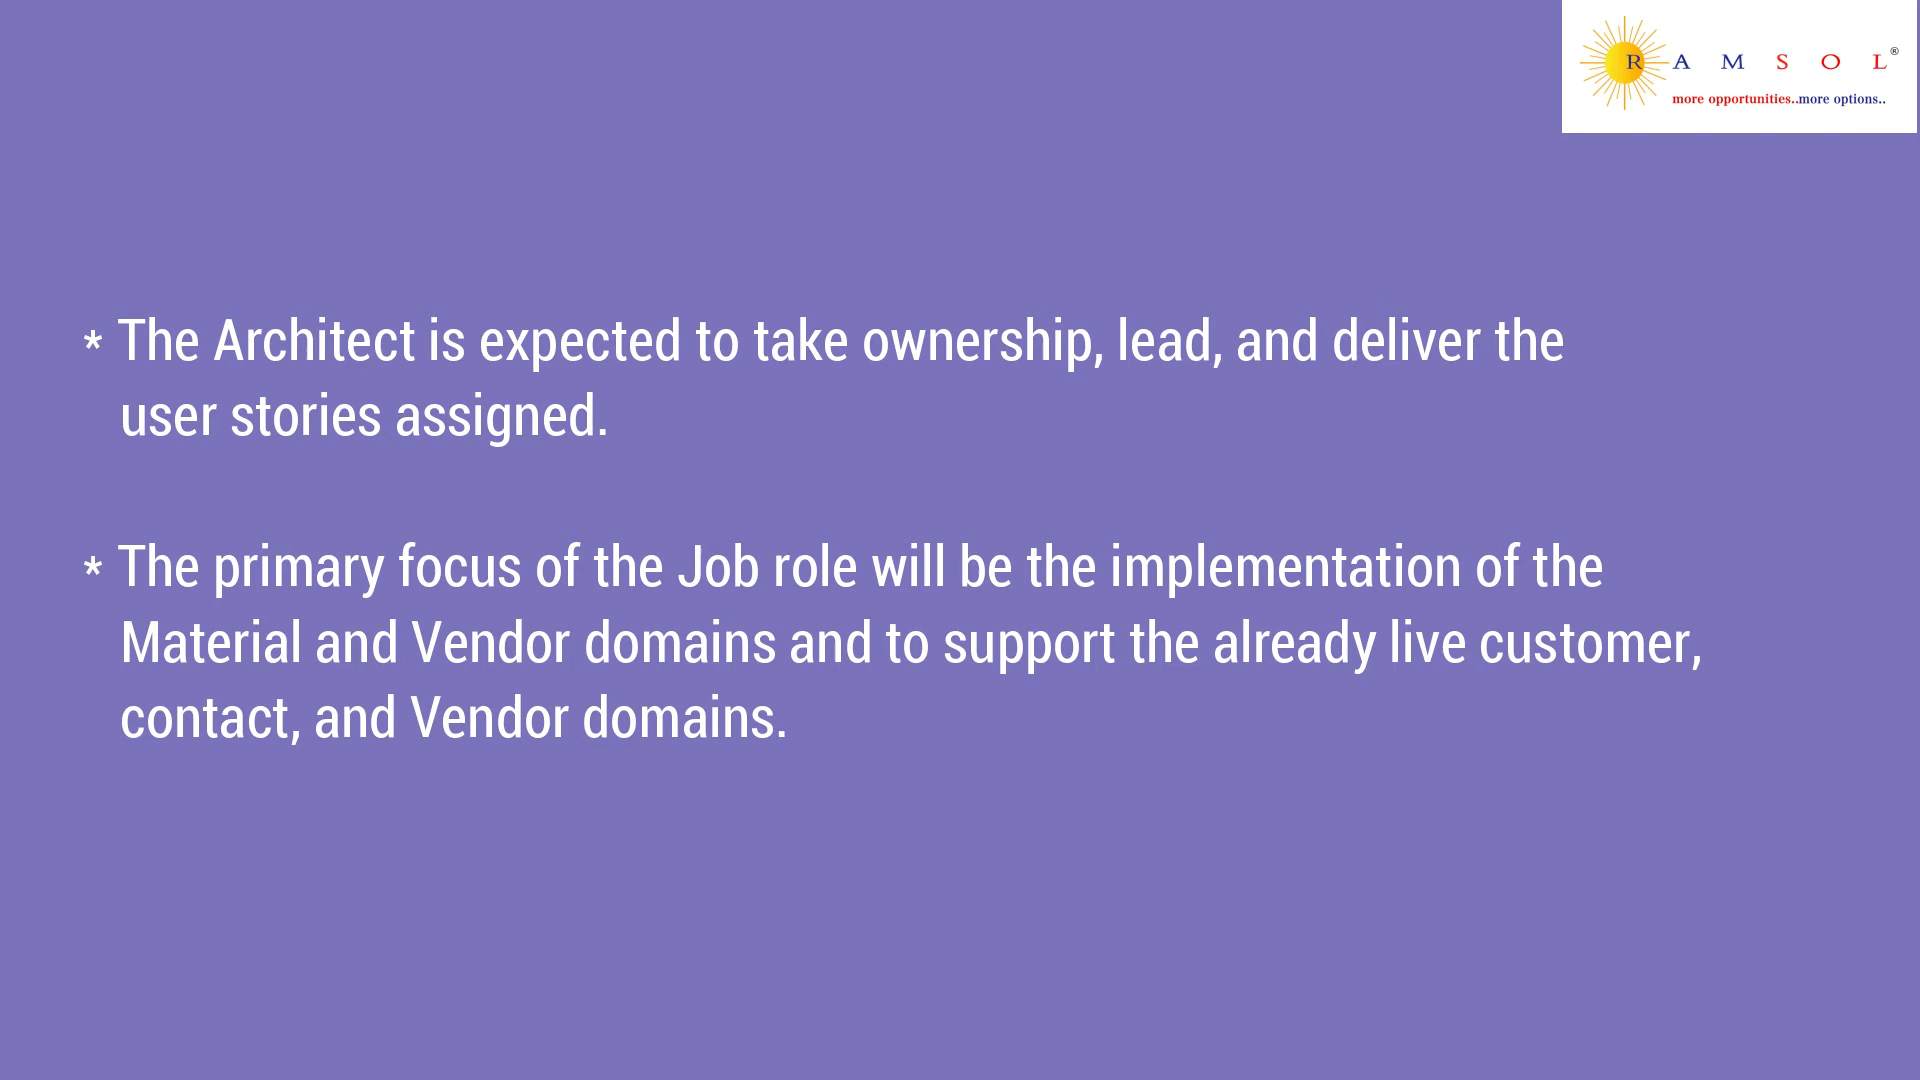 R A M S O L®
more opportunities..more options..
* The Architect is expected to take ownership, lead, and deliver the
user stories assigned.
* The primary focus of the Job role will be the implementation of the
Material and Vendor domains and to support the already live customer,
contact, and Vendor domains.